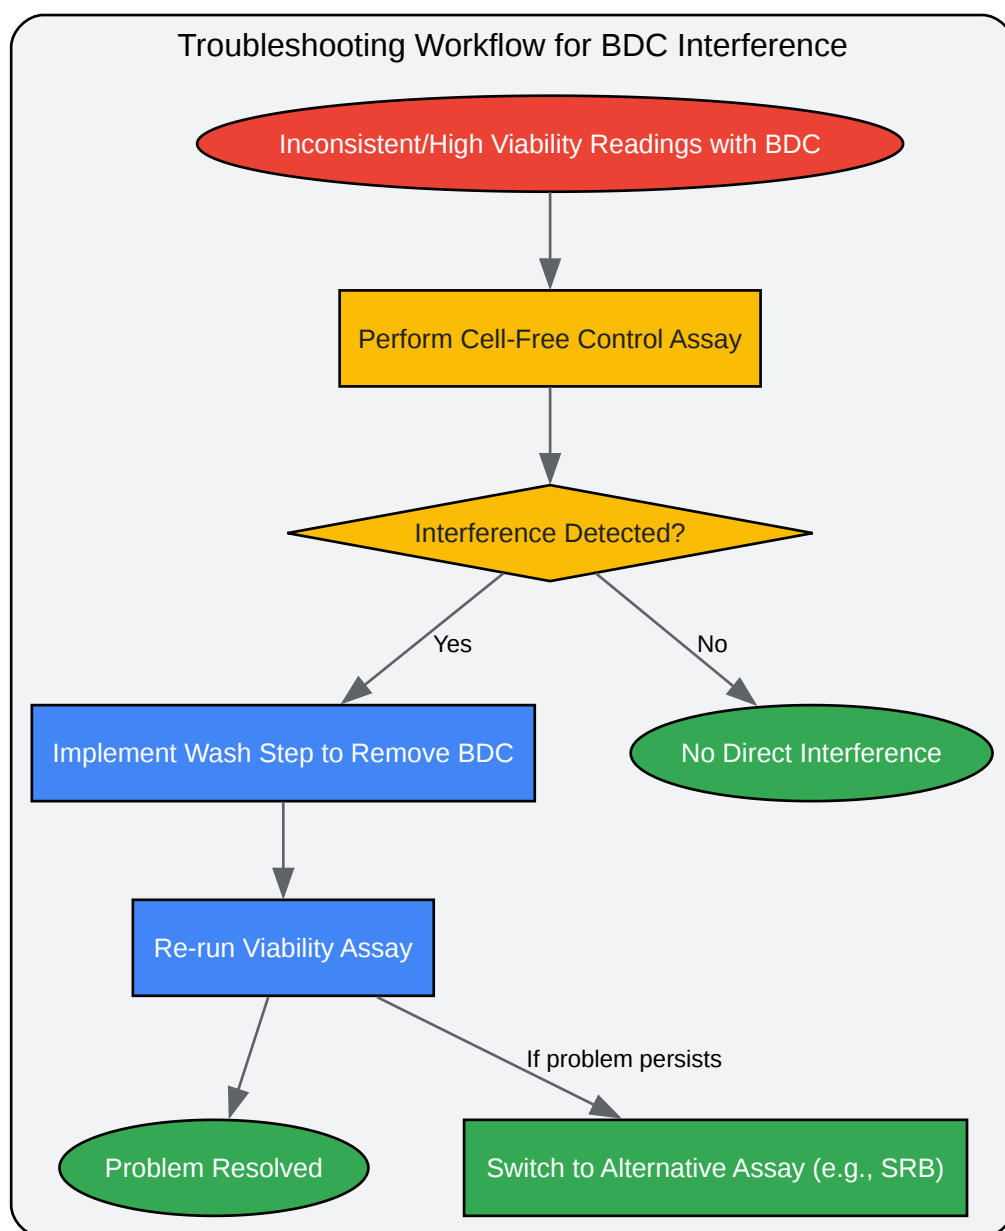 Troubleshooting Workflow for BDC Interference
Inconsistent/High Viability Readings with BDC
Perform Cell-Free Control Assay
Interference Detected?
Yes
No
Implement Wash Step to Remove BDC
No Direct Interference
Re-run Viability Assay
If problem persists
Problem Resolved
Switch to Alternative Assay (e.g., SRB)